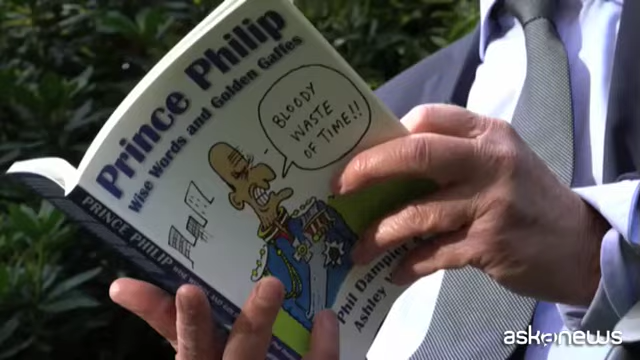 Prince Philip
Wise Words and Golden Gaffes
BLOODY
WASTE
OF TIME!!
Phil Dampier
Ashley
PRINCE PHILIP
askanews